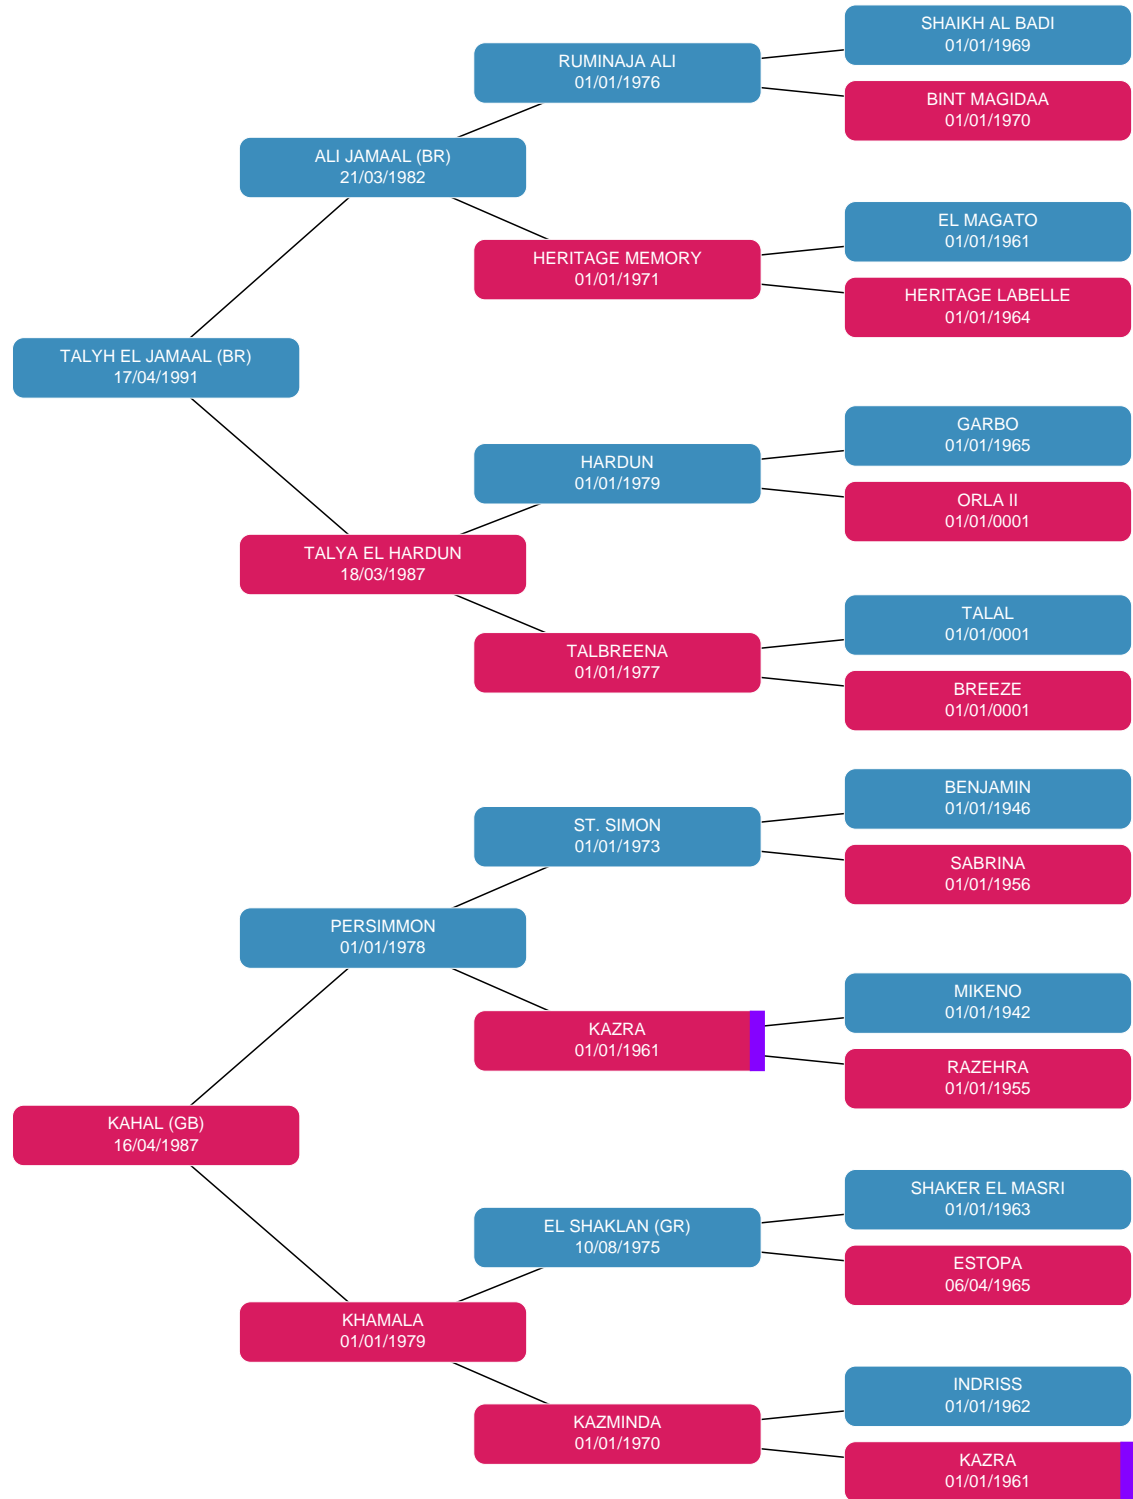 SHAIKH AL BADI
01/01/1969
RUMINAJA ALI
01/01/1976
BINT MAGIDAA
01/01/1970
ALI JAMAAL (BR)
21/03/1982
EL MAGATO
01/01/1961
HERITAGE MEMORY
01/01/1971
HERITAGE LABELLE
01/01/1964
TALYH EL JAMAAL (BR)
17/04/1991
GARBO
01/01/1965
HARDUN
01/01/1979
ORLA II
01/01/0001
TALYA EL HARDUN
18/03/1987
TALAL
01/01/0001
TALBREENA
01/01/1977
BREEZE
01/01/0001
BENJAMIN
01/01/1946
ST. SIMON
01/01/1973
SABRINA
01/01/1956
PERSIMMON
01/01/1978
MIKENO
01/01/1942
KAZRA
01/01/1961
RAZEHRA
01/01/1955
KAHAL (GB)
16/04/1987
SHAKER EL MASRI
01/01/1963
EL SHAKLAN (GR)
10/08/1975
ESTOPA
06/04/1965
KHAMALA
01/01/1979
INDRISS
01/01/1962
KAZMINDA
01/01/1970
KAZRA
01/01/1961